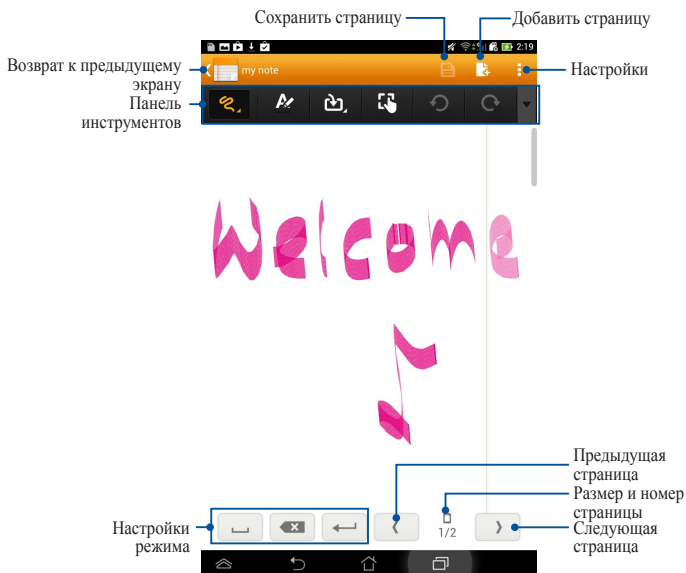 Сохранить страницу
Добавить страницу
2:19
Возврат к предыдущему
экрану
my note
Настройки
Панель
инструментов
Welcome
Предыдущая
страница
Размер и номер
страницы
1/2
Следующая
страница
Настройки
режима